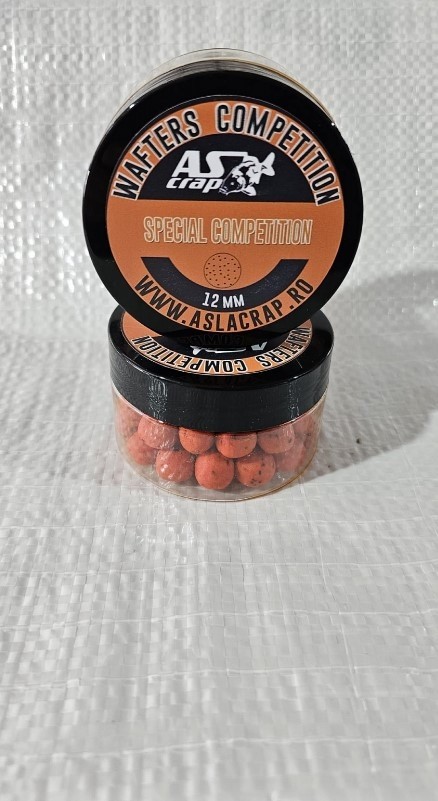 WAFTERS COMPETITION
AS
crap
SPECIAL COMPETITION
12 MM
WWW.ASLACRAP.RO
WAFTERS COMPETITION